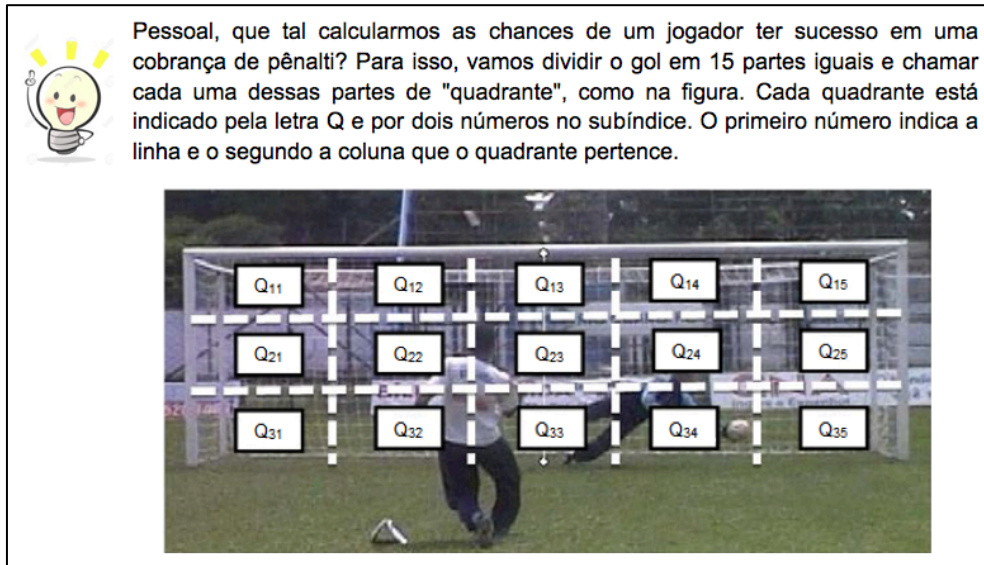 Pessoal, que tal calcularmos as chances de um jogador ter sucesso em uma
cobrança de pênalti? Para isso, vamos dividir o gol em 15 partes iguais e chamar
cada uma dessas partes de "quadrante", como na figura. Cada quadrante está
indicado pela letra Q e por dois números no subíndice. O primeiro número indica a
linha e o segundo a coluna que o quadrante pertence.
Q₁₁ Q₁₂ Q₁₃ Q₁₄ Q₁₅
Q₂₁ Q₂₂ Q₂₃ Q₂₄ Q₂₅
Q₃₁ Q₃₂ Q₃₃ Q₃₄ Q₃₅